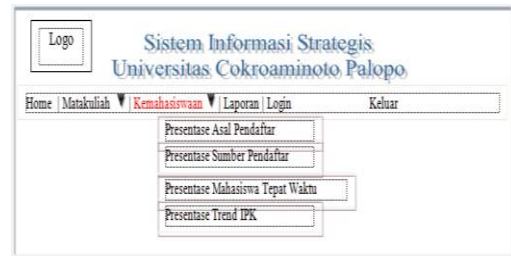 Logo
Sistem Informasi Strategis
Universitas Cokroaminoto Palopo
Home | Matakuliah ▼ | Kemahasiswaan ▼ | Laporan | Login Keluar
Presentase Asal Pendaftar
Presentase Sumber Pendaftar
Presentase Mahasiswa Tepat Waktu
Presentase Trend IPK